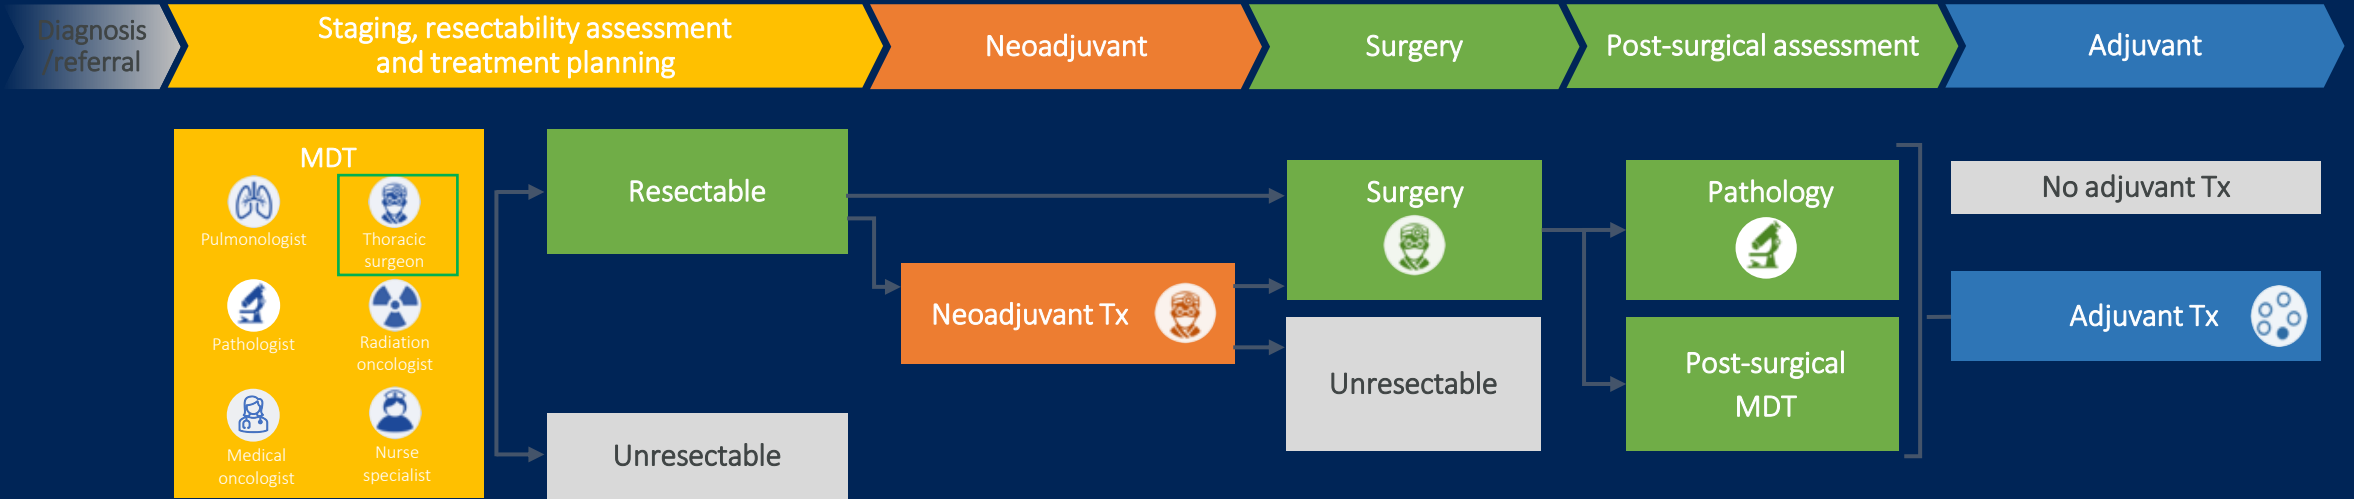 Diagnosis
/referral
Staging, resectability assessment
and treatment planning
Neoadjuvant
Surgery
Post-surgical assessment
Adjuvant
MDT
Pulmonologist
Thoracic
surgeon
Pathologist
Radiation
oncologist
Medical
oncologist
Nurse
specialist
Resectable
Unresectable
Neoadjuvant Tx
Surgery
Unresectable
Pathology
Post-surgical
MDT
No adjuvant Tx
Adjuvant Tx